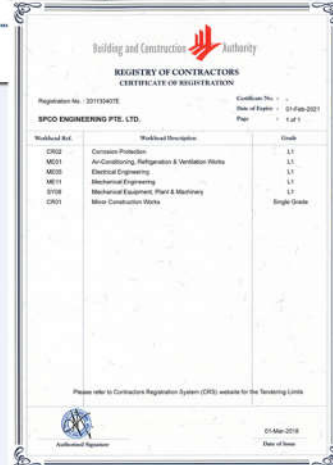 Building and Construction Authority
REGISTRY OF CONTRACTORS
CERTIFICATE OF REGISTRATION
Registration No. : 201130407E
Certificate No. : -
Date of Expiry : 01-Feb-2021
SPCO ENGINEERING PTE. LTD.
Page : 1 of 1
Workhead Ref. Workhead Description Grade
CR02 Corrosion Protection L1
ME01 Air-Conditioning, Refrigeration & Ventilation Works L1
ME05 Electrical Engineering L1
ME11 Mechanical Engineering L1
SY08 Mechanical Equipment, Plant & Machinery L1
CR01 Minor Construction Works Single Grade
Please refer to Contractors Registration System (CRS) website for the Tendering Limits
01-Mar-2018
Authorised Signature Date of Issue